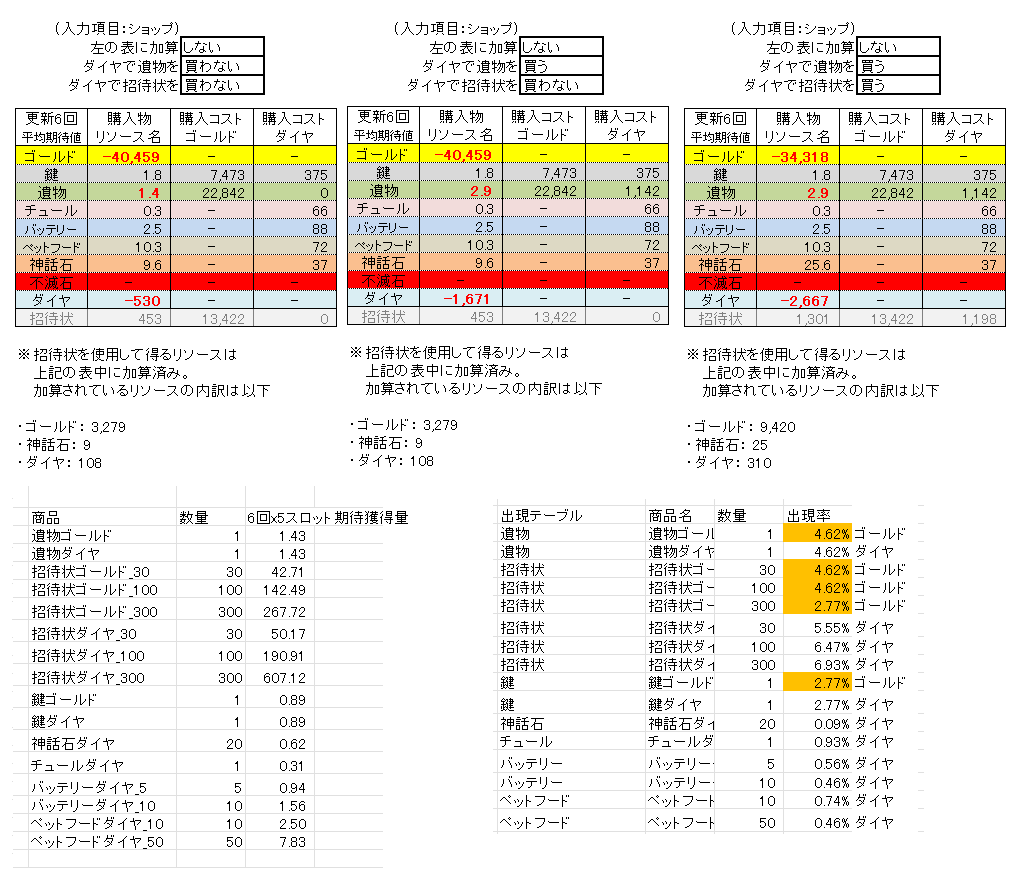 (入力項目:ショップ)
左の表に加算 しない
ダイヤで遺物を 買わない
ダイヤで招待状を 買わない
更新6回 購入物 購入コスト 購入コスト
平均期待値 リソース名 ゴールド ダイヤ
ゴールド -40,459 - -
鍵 1.8 7,473 375
遺物 1.4 22,842 0
チュール 0.3 - 66
バッテリー 2.5 - 88
ペットフード 10.3 - 72
神話石 9.6 - 37
不滅石 - - -
ダイヤ -530 - -
招待状 453 13,422 0
※招待状を使用して得るリソースは
上記の表中に加算済み。
加算されているリソースの内訳は以下
・ゴールド: 3,279
・神話石: 9
・ダイヤ: 108
(入力項目:ショップ)
左の表に加算 しない
ダイヤで遺物を 買う
ダイヤで招待状を 買わない
更新6回 購入物 購入コスト 購入コスト
平均期待値 リソース名 ゴールド ダイヤ
ゴールド -40,459 - -
鍵 1.8 7,473 375
遺物 2.9 22,842 1,142
チュール 0.3 - 66
バッテリー 2.5 - 88
ペットフード 10.3 - 72
神話石 9.6 - 37
不滅石 - - -
ダイヤ -1,671 - -
招待状 453 13,422 0
※招待状を使用して得るリソースは
上記の表中に加算済み。
加算されているリソースの内訳は以下
・ゴールド: 3,279
・神話石: 9
・ダイヤ: 108
(入力項目:ショップ)
左の表に加算 しない
ダイヤで遺物を 買う
ダイヤで招待状を 買う
更新6回 購入物 購入コスト 購入コスト
平均期待値 リソース名 ゴールド ダイヤ
ゴールド -34,318 - -
鍵 1.8 7,473 375
遺物 2.9 22,842 1,142
チュール 0.3 - 66
バッテリー 2.5 - 88
ペットフード 10.3 - 72
神話石 25.6 - 37
不滅石 - - -
ダイヤ -2,667 - -
招待状 1,301 13,422 1,198
※招待状を使用して得るリソースは
上記の表中に加算済み。
加算されているリソースの内訳は以下
・ゴールド: 9,420
・神話石: 25
・ダイヤ: 310
商品 数量 6回x5スロット期待獲得量
遺物ゴールド 1 1.43
遺物ダイヤ 1 1.43
招待状ゴールド_30 30 42.71
招待状ゴールド_100 100 142.49
招待状ゴールド_300 300 267.72
招待状ダイヤ_30 30 50.17
招待状ダイヤ_100 100 190.91
招待状ダイヤ_300 300 607.12
鍵ゴールド 1 0.89
鍵ダイヤ 1 0.89
神話石ダイヤ 20 0.62
チュールダイヤ 1 0.31
バッテリーダイヤ_5 5 0.94
バッテリーダイヤ_10 10 1.56
ペットフードダイヤ_10 10 2.50
ペットフードダイヤ_50 50 7.83
出現テーブル 商品名 数量 出現率
遺物 遺物ゴール 1 4.62% ゴールド
遺物 遺物ダイヤ 1 4.62% ダイヤ
招待状 招待状ゴー 30 4.62% ゴールド
招待状 招待状ゴー 100 4.62% ゴールド
招待状 招待状ゴー 300 2.77% ゴールド
招待状 招待状ダイ 30 5.55% ダイヤ
招待状 招待状ダイ 100 6.47% ダイヤ
招待状 招待状ダイ 300 6.93% ダイヤ
鍵 鍵ゴールド 1 2.77% ゴールド
鍵 鍵ダイヤ 1 2.77% ダイヤ
神話石 神話石ダイ 20 0.09% ダイヤ
チュール チュールダ 1 0.93% ダイヤ
バッテリー バッテリー 5 0.56% ダイヤ
バッテリー バッテリー 10 0.46% ダイヤ
ペットフード ペットフート 10 0.74% ダイヤ
ペットフード ペットフート 50 0.46% ダイヤ